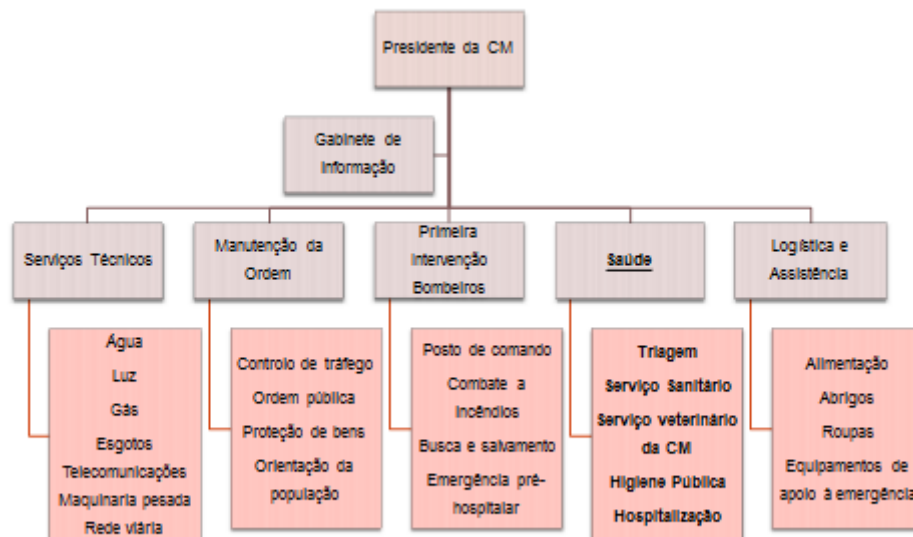 Presidente da CM
Gabinete de
Informação
Serviços Técnicos
Manutenção da
Ordem
Primeira
Intervenção
Bombeiros
Saúde
Logística e
Assistência
Água
Luz
Gás
Esgotos
Telecomunicações
Maquinaria pesada
Rede viária
Controlo de tráfego
Ordem pública
Proteção de bens
Orientação da
população
Posto de comando
Combate a
Incêndios
Busca e salvamento
Emergência pré-
hospitalar
Triagem
Serviço Sanitário
Serviço veterinário
da CM
Higiene Pública
Hospitalização
Alimentação
Abrigos
Roupas
Equipamentos de
apoio à emergência